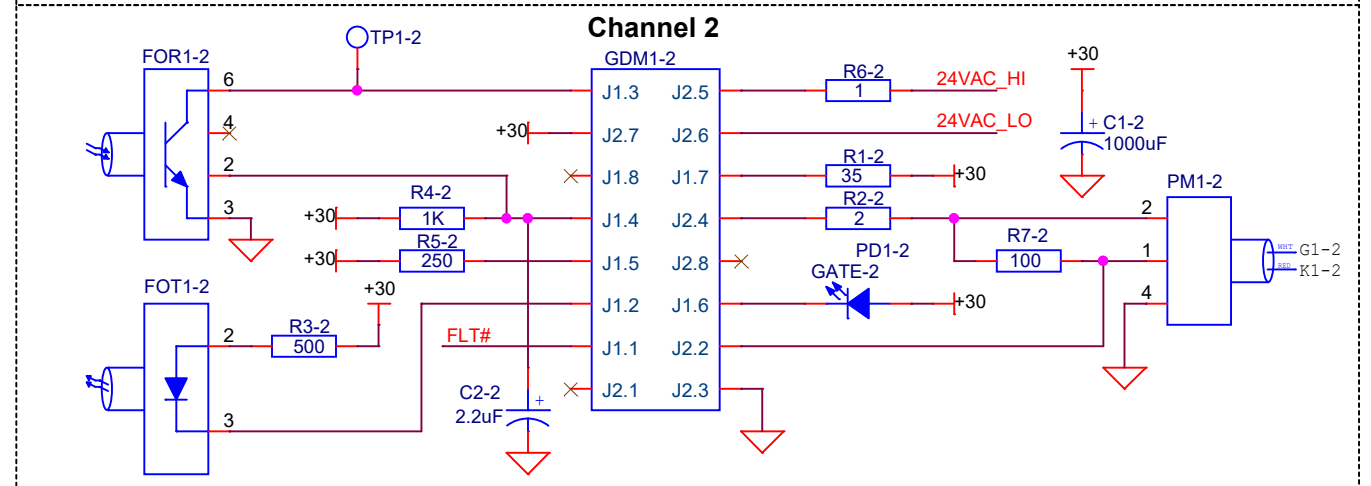 Channel 2
FOR1-2
TP1-2
GDM1-2
6
4
2
3
J1.3
J2.7
J1.8
J1.4
J1.5
J1.2
J1.1
J2.1
J2.5
J2.6
J1.7
J2.4
J2.8
J1.6
J2.2
J2.3
+30
R4-2
+30
1K
R5-2
+30
250
FOT1-2
+30
R3-2
2
500
3
FLT#
C2-2
+
2.2uF
R6-2
1
24VAC_HI
24VAC_LO
R1-2
35
+30
R2-2
2
R7-2
100
PD1-2
GATE-2
+30
+30
+ C1-2
1000uF
PM1-2
2
1
4
WHT G1-2
RED K1-2